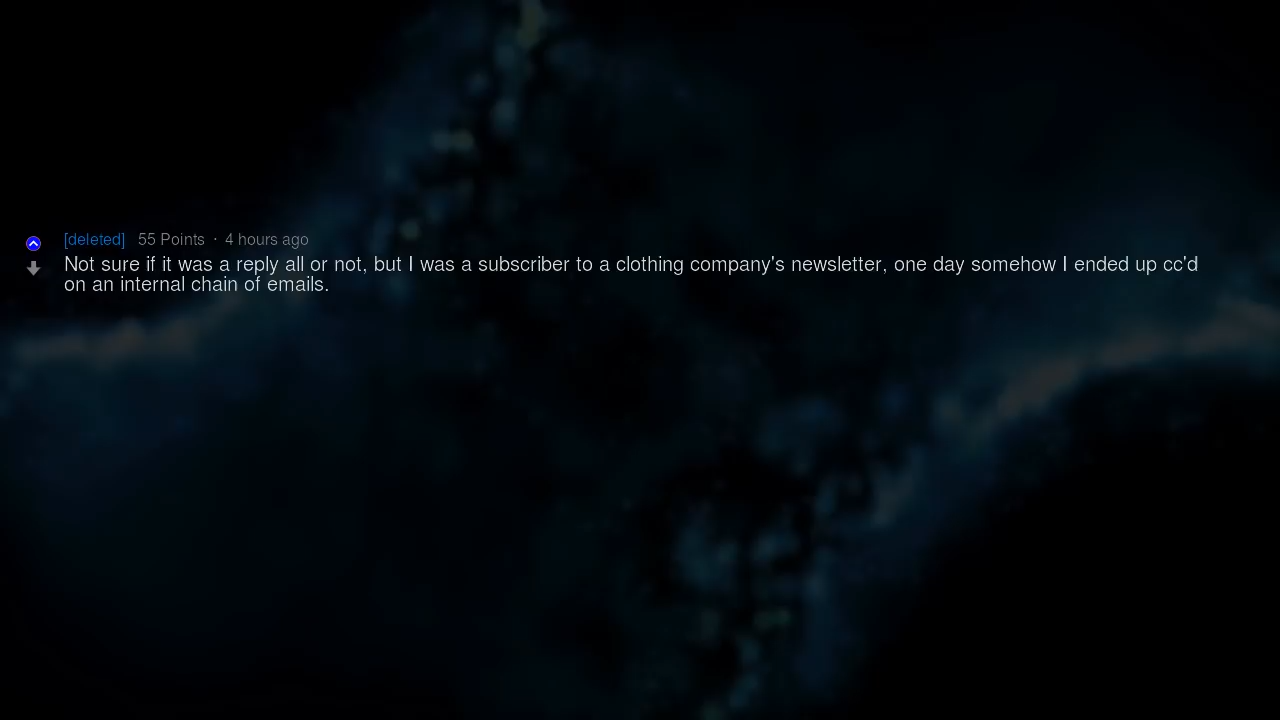 [deleted] 55 Points · 4 hours ago
Not sure if it was a reply all or not, but I was a subscriber to a clothing company's newsletter, one day somehow I ended up cc'd
on an internal chain of emails.